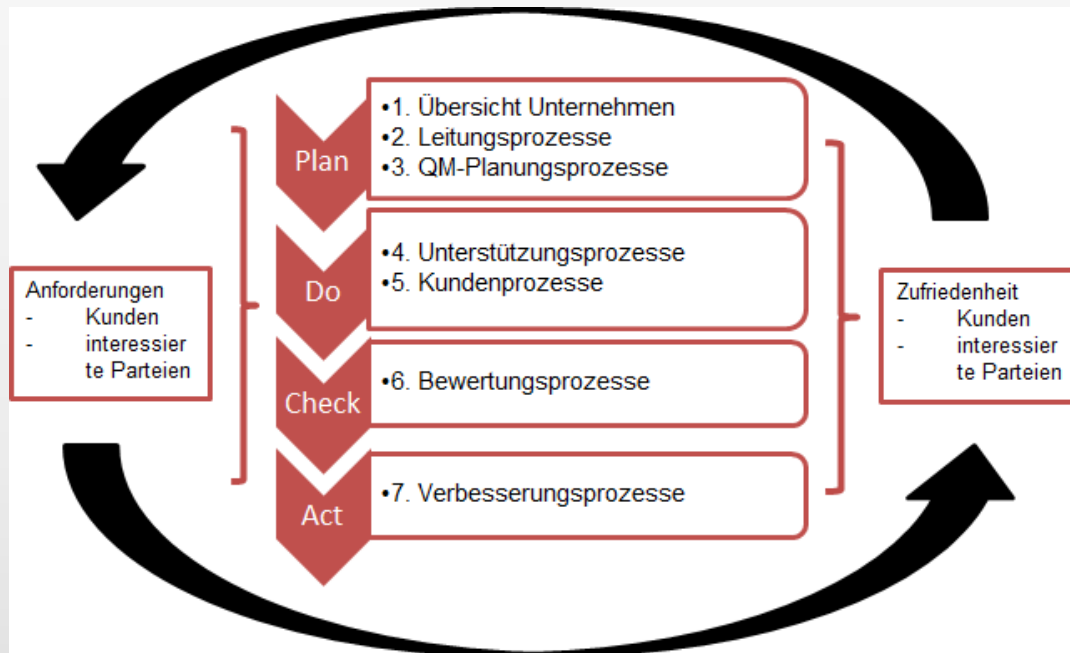 Plan
•1. Übersicht Unternehmen
•2. Leitungsprozesse
•3. QM-Planungsprozesse
Do
•4. Unterstützungsprozesse
•5. Kundenprozesse
Check
•6. Bewertungsprozesse
Act
•7. Verbesserungsprozesse
Anforderungen
- Kunden
- interessier
te Parteien
Zufriedenheit
- Kunden
- interessier
te Parteien